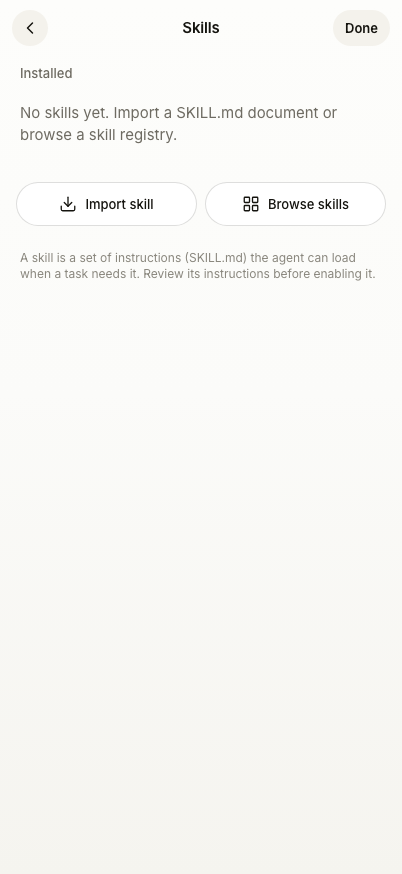 Skills
Done
Installed
No skills yet. Import a SKILL.md document or
browse a skill registry.
Import skill
Browse skills
A skill is a set of instructions (SKILL.md) the agent can load
when a task needs it. Review its instructions before enabling it.